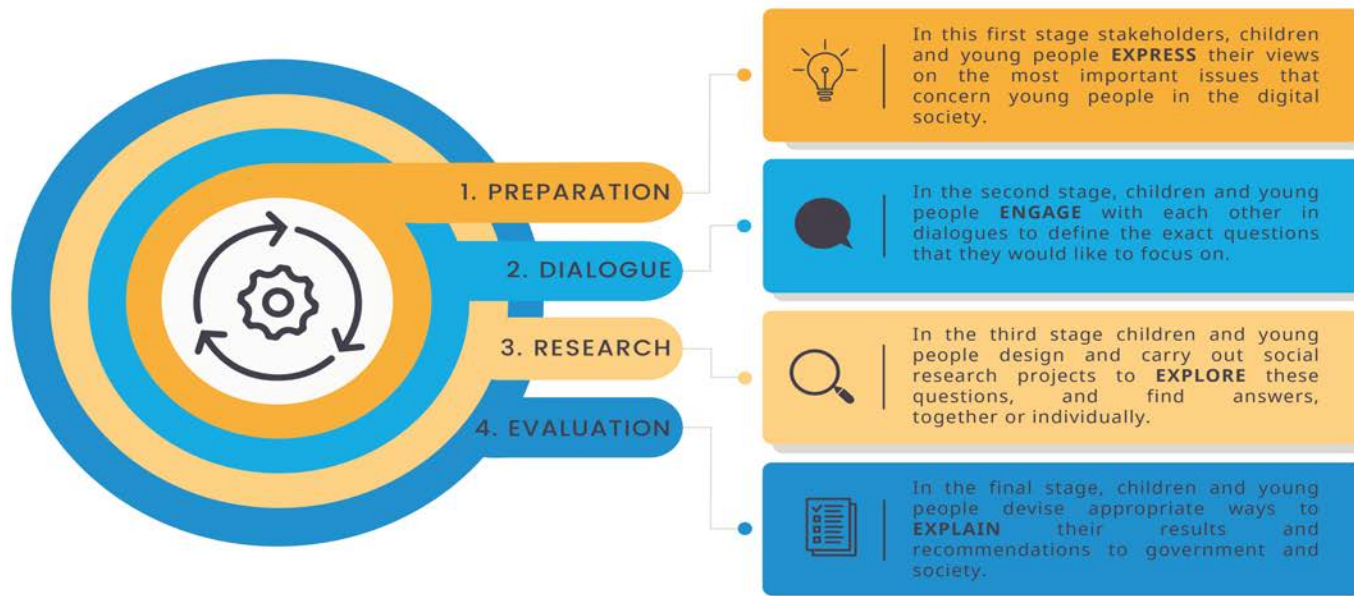 1. PREPARATION
In this first stage stakeholders, children
and young people EXPRESS their views
on the most important issues that
concern young people in the digital
society.
2. DIALOGUE
In the second stage, children and young
people ENGAGE with each other in
dialogues to define the exact questions
that they would like to focus on.
3. RESEARCH
In the third stage children and young
people design and carry out social
research projects to EXPLORE these
questions, and find answers,
together or individually.
4. EVALUATION
In the final stage, children and young
people devise appropriate ways to
EXPLAIN their results and
recommendations to government and
society.